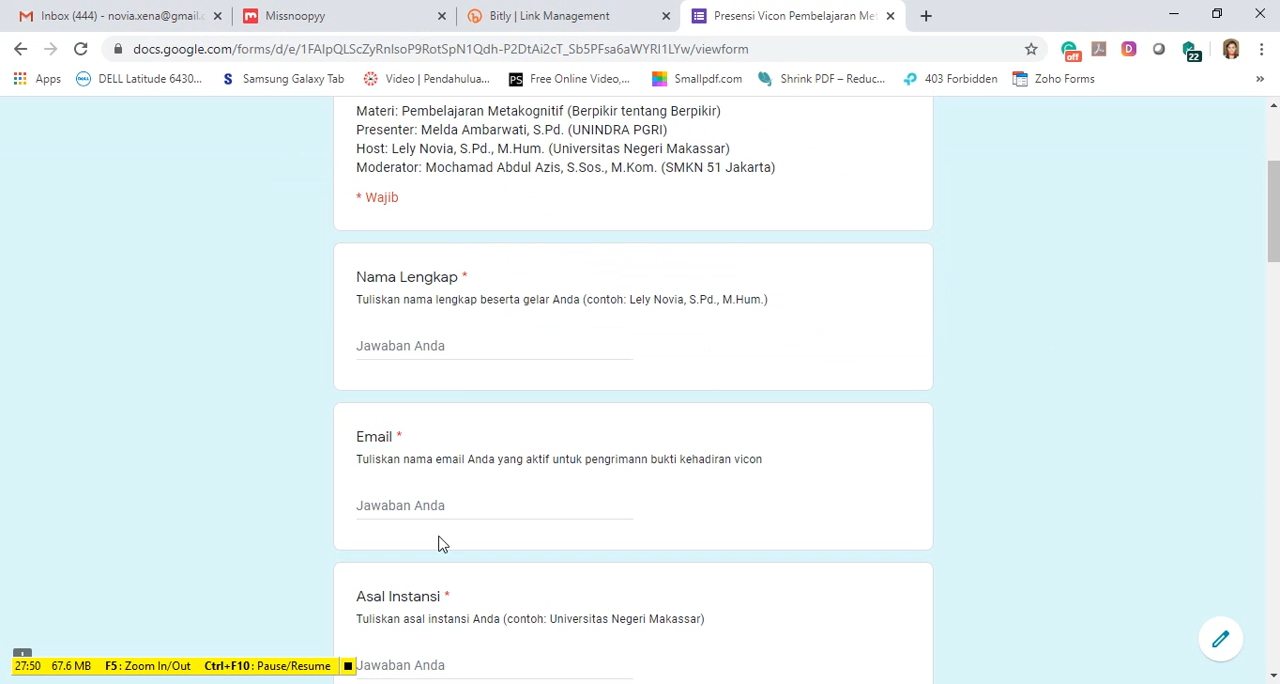 Inbox (444) - novia.xena@gmail.c
Missnoopyy
Bitly | Link Management
Presensi Vicon Pembelajaran Met
docs.google.com/forms/d/e/1FAIpQLScZyRnlsoP9RotSpN1Qdh-P2DtAi2cT_Sb5PFsa6aWYRI1LYw/viewform
off
22
Apps
DELL Latitude 6430...
Samsung Galaxy Tab
Video | Pendahulua...
Free Online Video,...
Smallpdf.com
Shrink PDF – Reduc...
403 Forbidden
Zoho Forms
»
Materi: Pembelajaran Metakognitif (Berpikir tentang Berpikir)
Presenter: Melda Ambarwati, S.Pd. (UNINDRA PGRI)
Host: Lely Novia, S.Pd., M.Hum. (Universitas Negeri Makassar)
Moderator: Mochamad Abdul Azis, S.Sos., M.Kom. (SMKN 51 Jakarta)
* Wajib
Nama Lengkap *
Tuliskan nama lengkap beserta gelar Anda (contoh: Lely Novia, S.Pd., M.Hum.)
Jawaban Anda
Email *
Tuliskan nama email Anda yang aktif untuk pengrimann bukti kehadiran vicon
Jawaban Anda
Asal Instansi *
Tuliskan asal instansi Anda (contoh: Universitas Negeri Makassar)
Jawaban Anda
27:50 67.6 MB F5: Zoom In/Out Ctrl+F10: Pause/Resume